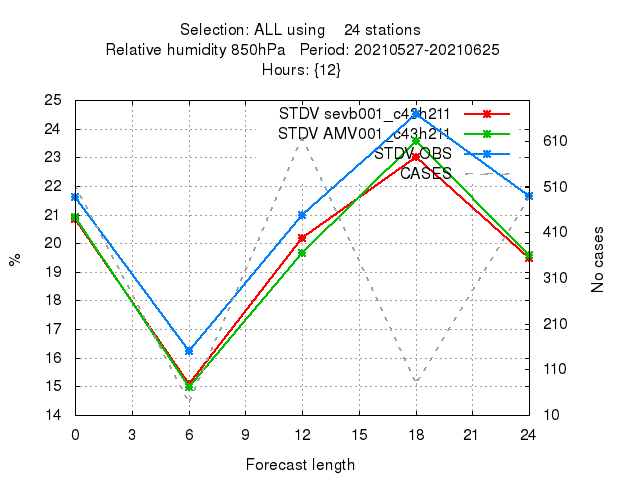 Selection: ALL using 24 stations
Relative humidity 850hPa Period: 20210527-20210625
Hours: {12}
STDV sevb001_c43h211
STDV AMV001_c43h211
STDV OBS
CASES
25
24
23
22
21
20
19
18
17
16
15
14
%
610
510
410
310
210
110
10
No cases
0 3 6 9 12 15 18 21 24
Forecast length